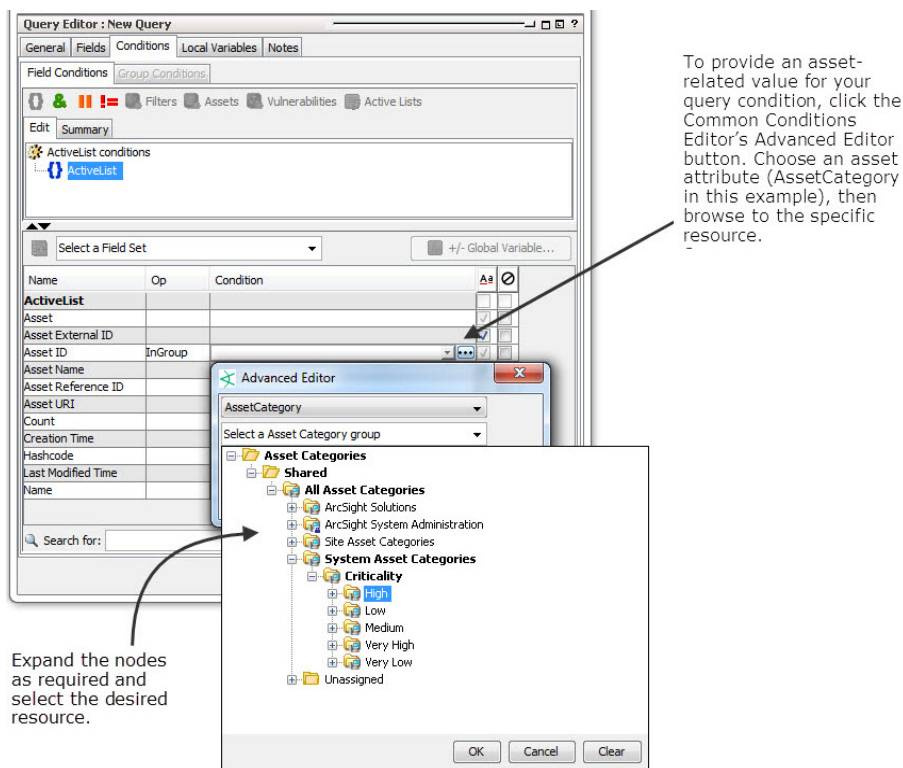 Query Editor : New Query
?
General Fields Conditions Local Variables Notes
Field Conditions Group Conditions
{} & != Filters Assets Vulnerabilities Active Lists
Edit Summary
ActiveList conditions
{} ActiveList
Select a Field Set
+/- Global Variable...
Name Op Condition Aa
ActiveList
Asset
Asset External ID
Asset ID InGroup
Asset Name
Asset Reference ID
Asset URI
Count
Creation Time
Hashcode
Last Modified Time
Name
Search for:
Advanced Editor
AssetCategory
Select a Asset Category group
Asset Categories
Shared
All Asset Categories
ArcSight Solutions
ArcSight System Administration
Site Asset Categories
System Asset Categories
Criticality
High
Low
Medium
Very High
Very Low
Unassigned
OK Cancel Clear
To provide an asset-
related value for your
query condition, click the
Common Conditions
Editor's Advanced Editor
button. Choose an asset
attribute (AssetCategory
in this example), then
browse to the specific
resource.
Expand the nodes
as required and
select the desired
resource.